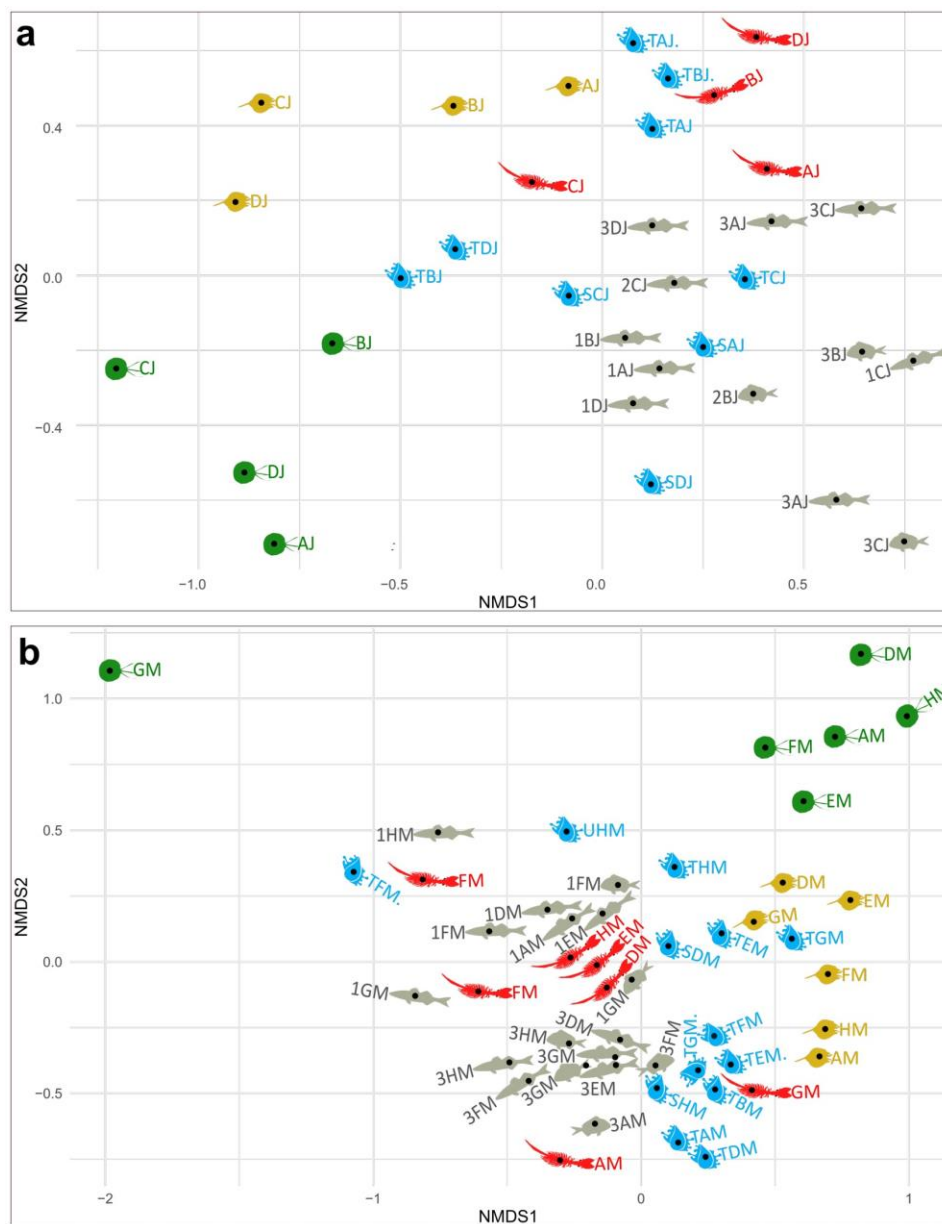 a
TAJ.
DJ
TBJ.
BJ
CJ
BJ
AJ
TAJ
0.4
CJ
AJ
DJ
3DJ
3AJ
3CJ
TDJ
TBJ
SCJ
2CJ
TCJ
0.0
NMDS2
1BJ
SAJ
3BJ
1CJ
BJ
CJ
1AJ
1DJ
2BJ
−0.4
DJ
SDJ
3AJ
AJ
3CJ
−1.0
−0.5
0.0
0.5
NMDS1
b
GM
DM
HM
1.0
FM
AM
EM
0.5
1HM
UHM
THM
TFM.
FM
1FM
DM
EM
1DM
GM
1FM
1AM
1EM
HM
EM
DM
SDM
TEM
TGM
0.0
NMDS2
FM
1GM
FM
1GM
3DM
3FM
TGM.
TFM
HM
3HM
3GM
AM
3HM
3FM
3GM
3EM
TEM.
GM
−0.5
SHM
TBM
3AM
TAM
AM
TDM
−2
−1
0
1
NMDS1